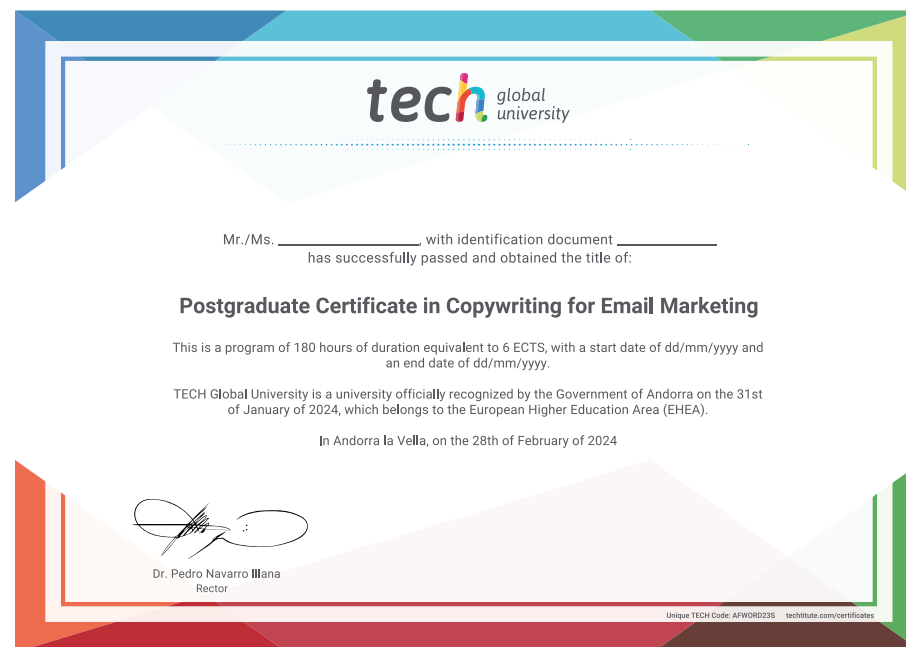 tech global university
Mr./Ms. ____________________, with identification document ______________
has successfully passed and obtained the title of:
Postgraduate Certificate in Copywriting for Email Marketing
This is a program of 180 hours of duration equivalent to 6 ECTS, with a start date of dd/mm/yyyy and
an end date of dd/mm/yyyy.
TECH Global University is a university officially recognized by the Government of Andorra on the 31st
of January of 2024, which belongs to the European Higher Education Area (EHEA).
In Andorra la Vella, on the 28th of February of 2024
Dr. Pedro Navarro Illana
Rector
Unique TECH Code: AFWORD23S techtitute.com/certificates